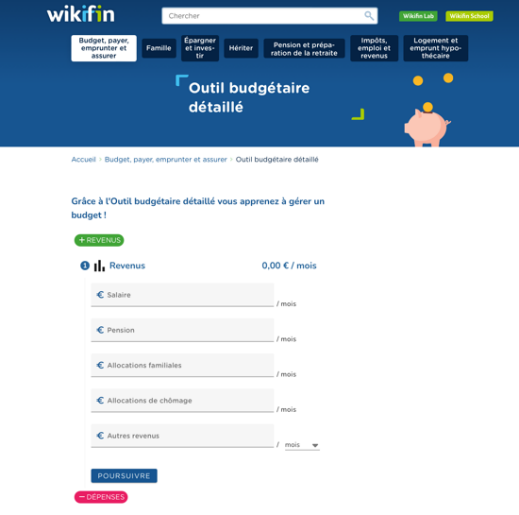 wikifin
Chercher
Wikifin Lab
Wikifin School
Budget, payer,
emprunter et
assurer
Famille
Épargner
et inves-
tir
Hériter
Pension et prépa-
ration de la retraite
Impôts,
emploi et
revenus
Logement et
emprunt hypo-
thécaire
Outil budgétaire
détaillé
Accueil › Budget, payer, emprunter et assurer › Outil budgétaire détaillé
Grâce à l'Outil budgétaire détaillé vous apprenez à gérer un
budget !
+ REVENUS
1 Revenus 0,00 € / mois
€ Salaire / mois
€ Pension / mois
€ Allocations familiales / mois
€ Allocations de chômage / mois
€ Autres revenus / mois
POURSUIVRE
− DÉPENSES